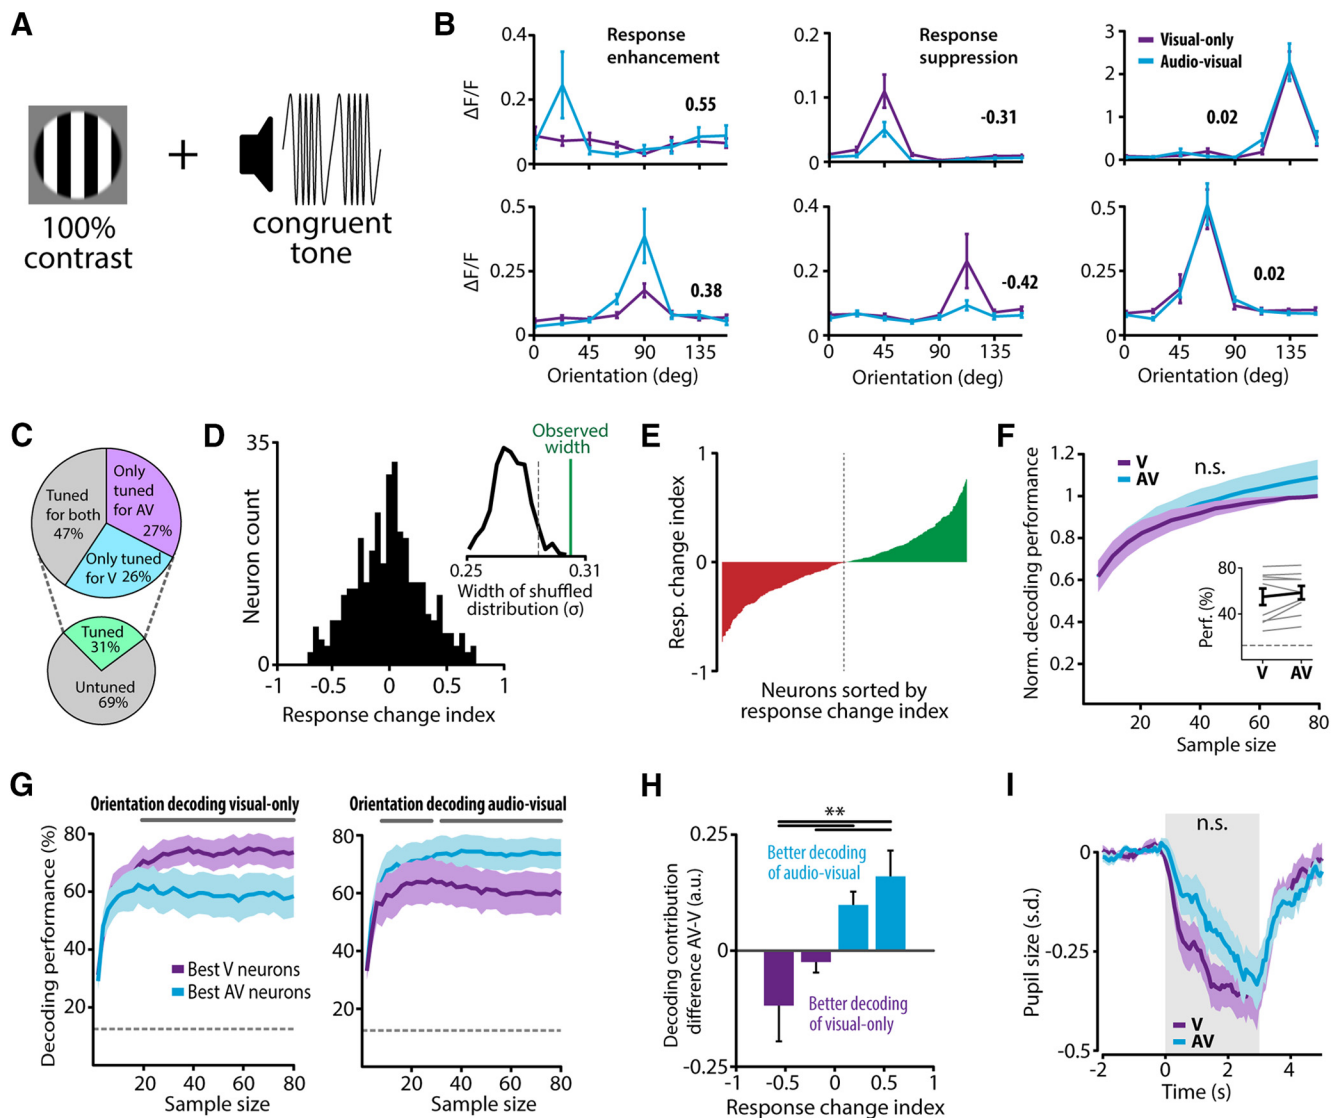 A
100%
contrast
+
congruent
tone
B
Response
enhancement
0.55
ΔF/F
0.4
0.2
0
Response
suppression
-0.31
0.2
0.1
0
Visual-only
Audio-visual
0.02
3
2
1
0
ΔF/F
0.5
0.25
0
0.38
0 45 90 135
Orientation (deg)
0.4
0.2
0
-0.42
0 45 90 135
Orientation (deg)
0.5
0.25
0
0.02
0 45 90 135
Orientation (deg)
C
Tuned
for both
47%
Only
tuned
for AV
27%
Only tuned
for V 26%
Tuned
31%
Untuned
69%
D
Neuron count
35
0
-1 -0.5 0 0.5 1
Response change index
Observed
width
0.25 0.31
Width of shuffled
distribution (σ)
E
Resp. change index
1
0
-1
Neurons sorted by
response change index
F
Norm. decoding performance
1.2
1
0.8
0.6
0.4
0.2
V
AV
n.s.
Perf. (%)
80
40
V AV
20 40 60 80
Sample size
G
Orientation decoding visual-only
Decoding performance (%)
80
60
40
20
Best V neurons
Best AV neurons
20 40 60 80
Sample size
Orientation decoding audio-visual
80
60
40
20
20 40 60 80
Sample size
H
Decoding contribution
difference AV-V (a.u.)
0.25
0
-0.25
**
Better decoding
of audio-visual
Better decoding
of visual-only
-1 -0.5 0 0.5 1
Response change index
I
n.s.
Pupil size (s.d.)
0
-0.25
-0.5
V
AV
-2 0 2 4
Time (s)